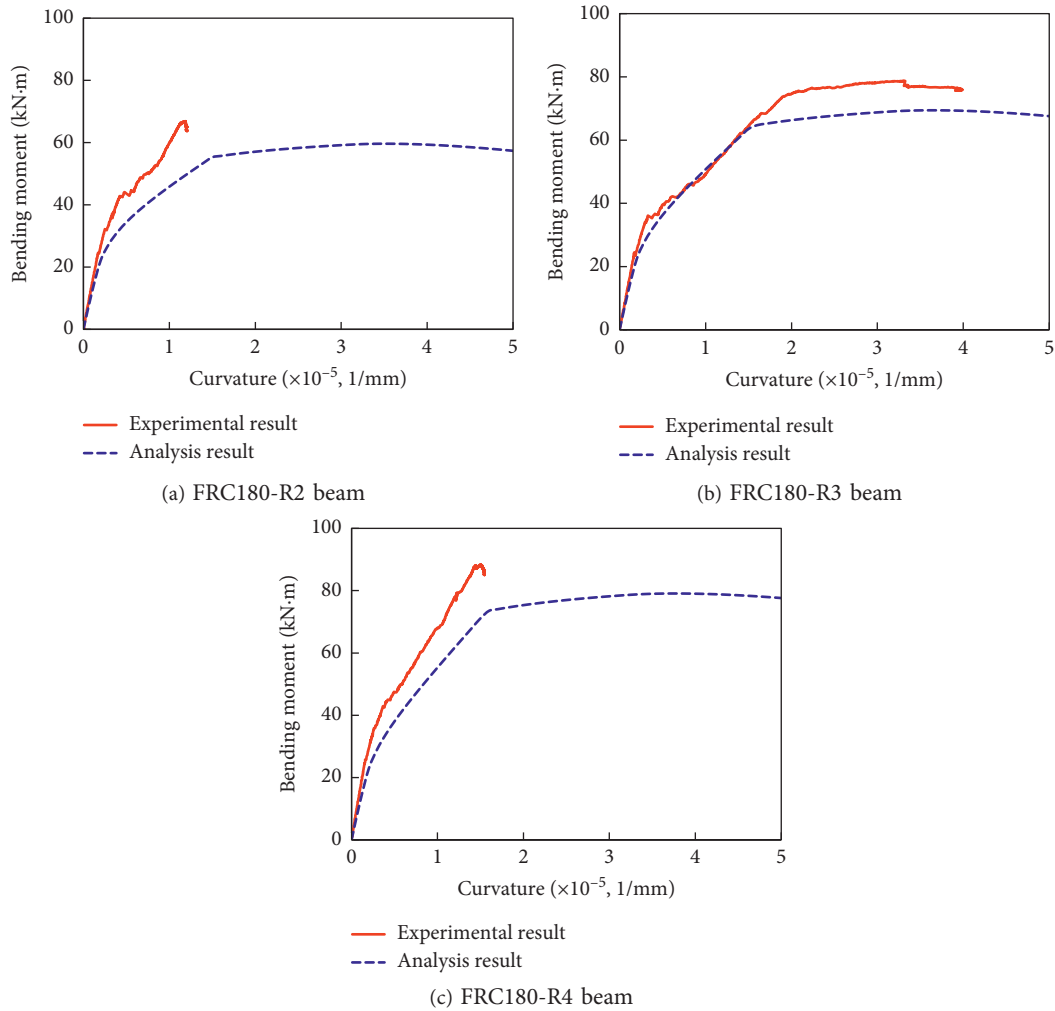 100
80
60
40
20
0
Bending moment (kN·m)
0 1 2 3 4 5
Curvature (×10⁻⁵, 1/mm)
Experimental result
Analysis result
(a) FRC180-R2 beam
100
80
60
40
20
0
Bending moment (kN·m)
0 1 2 3 4 5
Curvature (×10⁻⁵, 1/mm)
Experimental result
Analysis result
(b) FRC180-R3 beam
100
80
60
40
20
0
Bending moment (kN·m)
0 1 2 3 4 5
Curvature (×10⁻⁵, 1/mm)
Experimental result
Analysis result
(c) FRC180-R4 beam